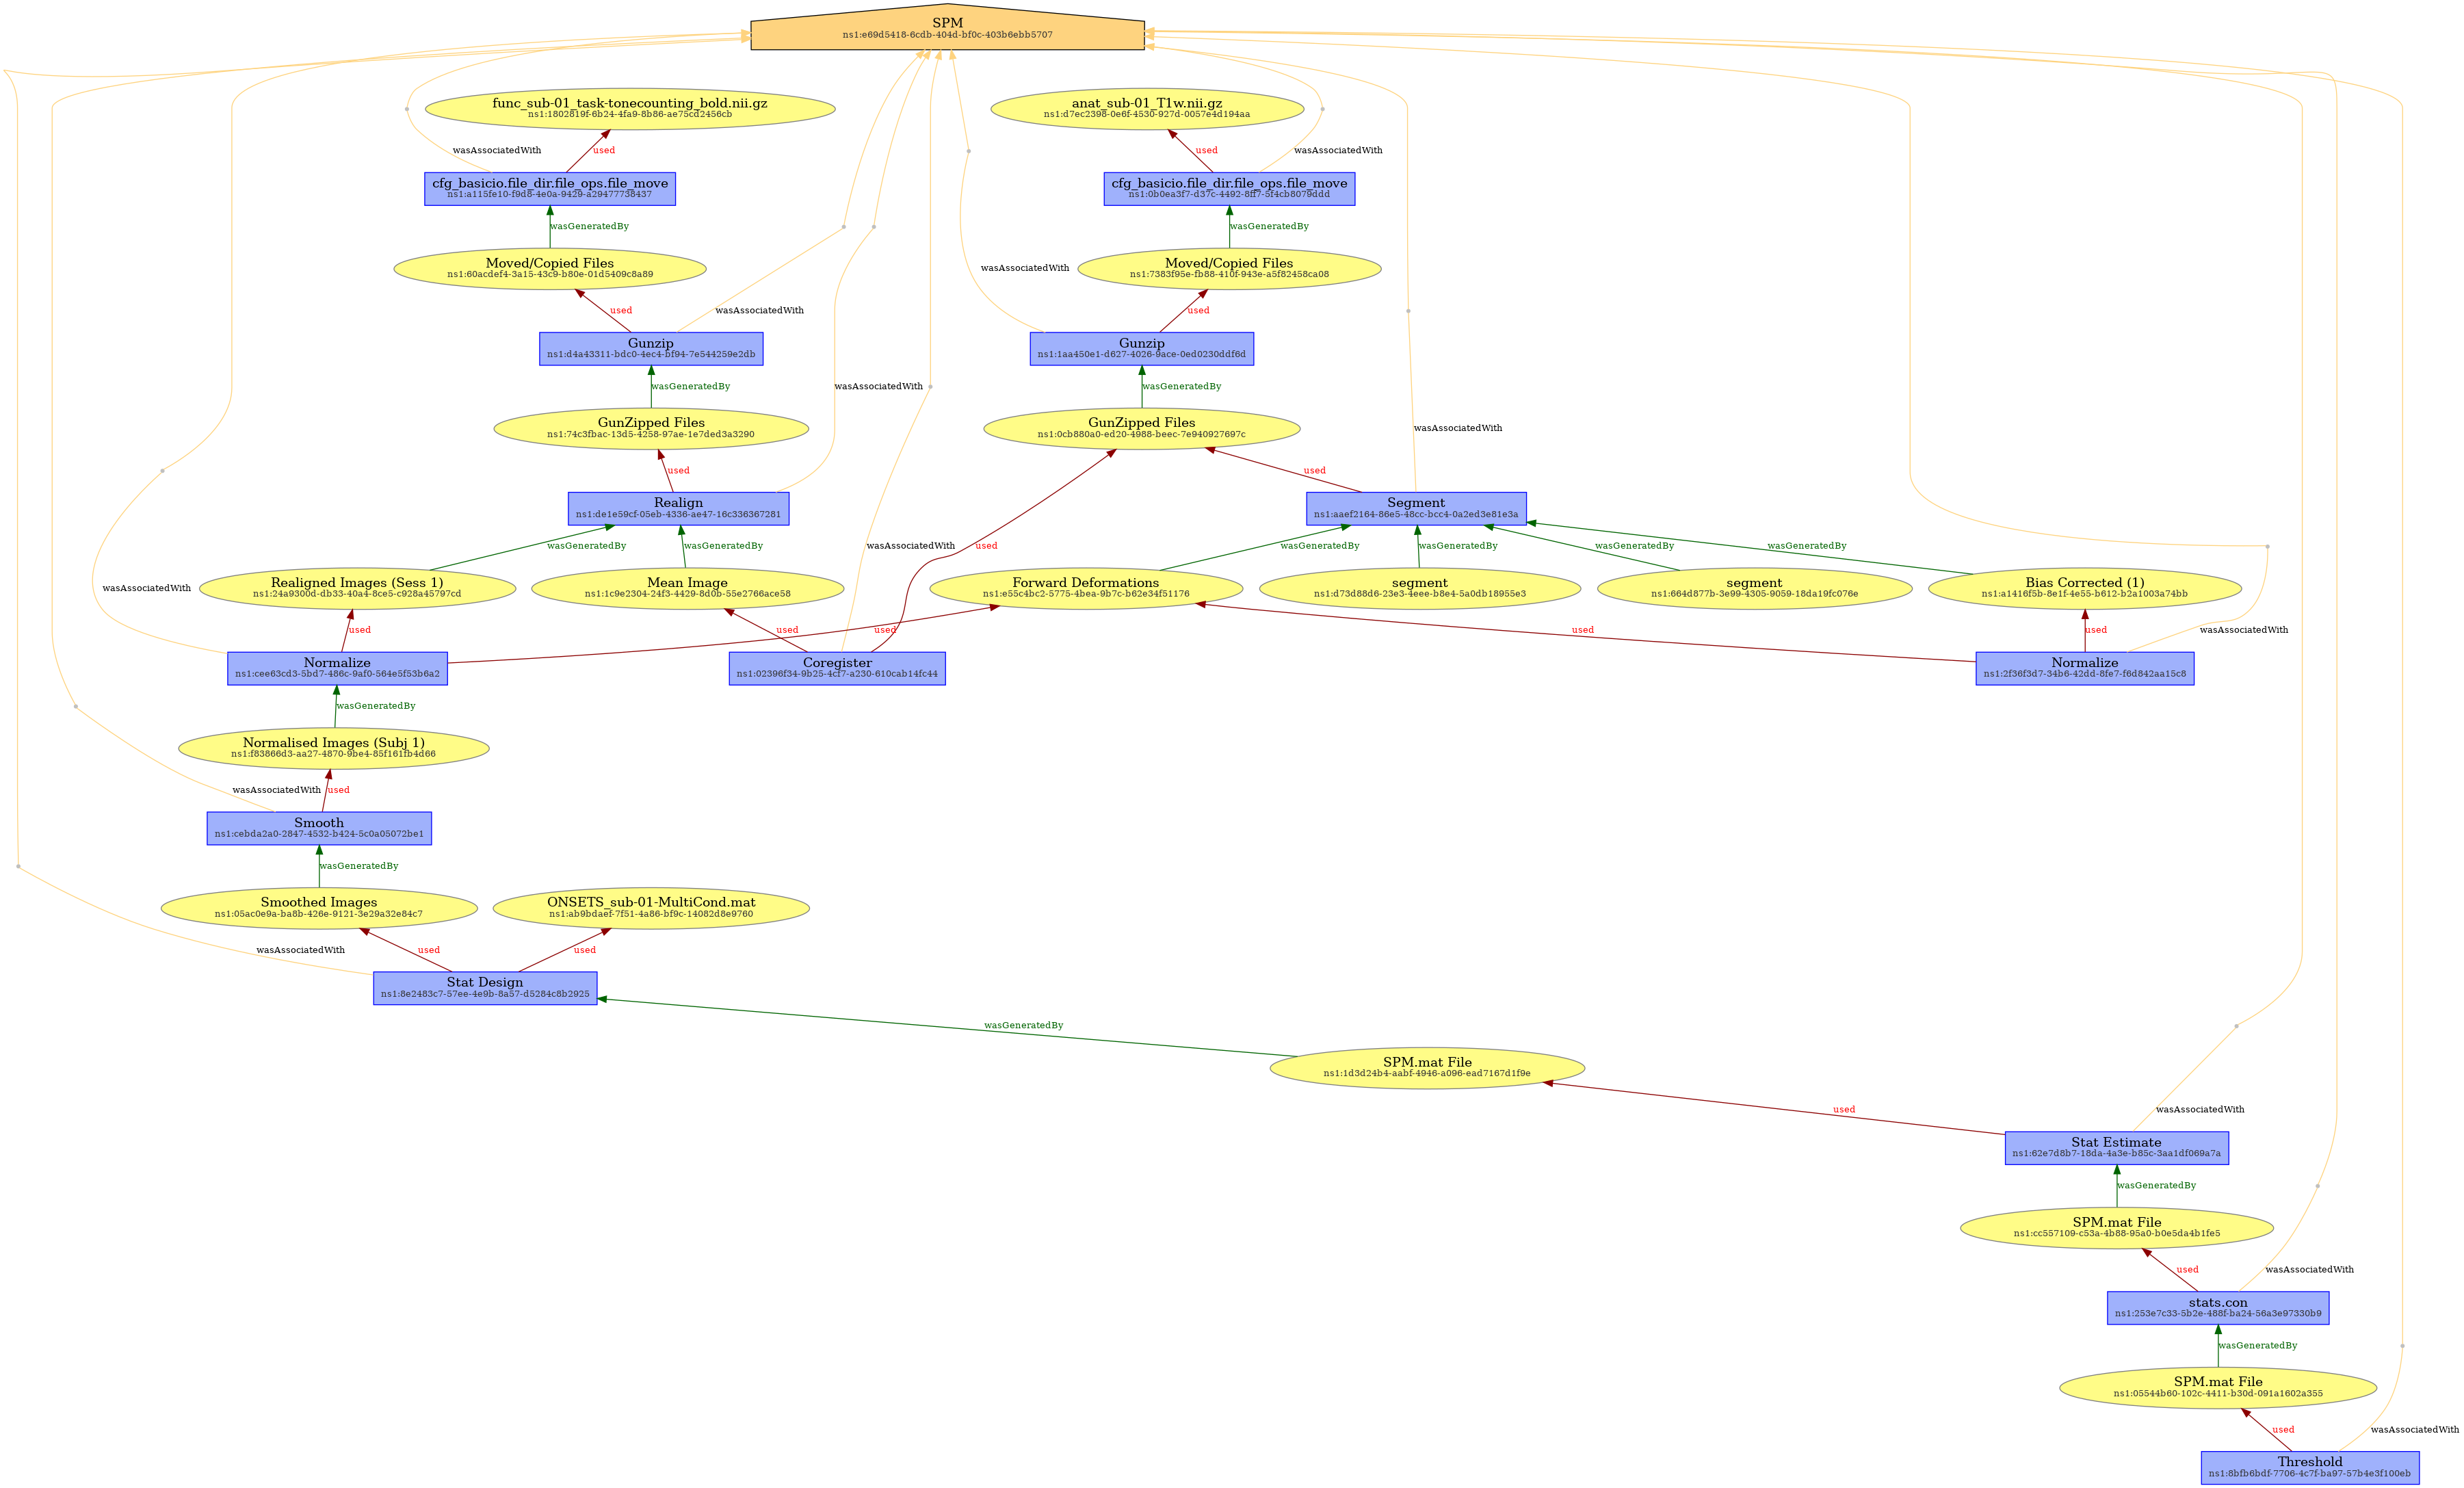 SPM
ns1:e69d5418-6cdb-404d-bf0c-403b6ebb5707
func_sub-01_task-tonecounting_bold.nii.gz
ns1:1802819f-6b24-4fa9-8b86-ae75cd2456cb
anat_sub-01_T1w.nii.gz
ns1:d7ec2398-0e6f-4530-927d-0057e4d194aa
wasAssociatedWith
used
used
wasAssociatedWith
cfg_basicio.file_dir.file_ops.file_move
ns1:a115fe10-f9d8-4e0a-9429-a29477738437
cfg_basicio.file_dir.file_ops.file_move
ns1:0b0ea3f7-d37c-4492-8ff7-5f4cb8079ddd
wasGeneratedBy
wasGeneratedBy
Moved/Copied Files
ns1:60acdef4-3a15-43c9-b80e-01d5409c8a89
wasAssociatedWith
Moved/Copied Files
ns1:7383f95e-fb88-410f-943e-a5f82458ca08
used
wasAssociatedWith
used
Gunzip
ns1:d4a43311-bdc0-4ec4-bf94-7e544259e2db
Gunzip
ns1:1aa450e1-d627-4026-9ace-0ed0230ddf6d
wasGeneratedBy
wasAssociatedWith
wasGeneratedBy
GunZipped Files
ns1:74c3fbac-13d5-4258-97ae-1e7ded3a3290
GunZipped Files
ns1:0cb880a0-ed20-4988-beec-7e940927697c
wasAssociatedWith
used
used
Realign
ns1:de1e59cf-05eb-4336-ae47-16c336367281
Segment
ns1:aaef2164-86e5-48cc-bcc4-0a2ed3e81e3a
wasGeneratedBy
wasGeneratedBy
wasAssociatedWith
used
wasGeneratedBy
wasGeneratedBy
wasGeneratedBy
wasGeneratedBy
wasAssociatedWith
Realigned Images (Sess 1)
ns1:24a9300d-db33-40a4-8ce5-c928a45797cd
Mean Image
ns1:1c9e2304-24f3-4429-8d0b-55e2766ace58
Forward Deformations
ns1:e55c4bc2-5775-4bea-9b7c-b62e34f51176
segment
ns1:d73d88d6-23e3-4eee-b8e4-5a0db18955e3
segment
ns1:664d877b-3e99-4305-9059-18da19fc076e
Bias Corrected (1)
ns1:a1416f5b-8e1f-4e55-b612-b2a1003a74bb
used
used
used
used
used
wasAssociatedWith
Normalize
ns1:cee63cd3-5bd7-486c-9af0-564e5f53b6a2
Coregister
ns1:02396f34-9b25-4cf7-a230-610cab14fc44
Normalize
ns1:2f36f3d7-34b6-42dd-8fe7-f6d842aa15c8
wasGeneratedBy
Normalised Images (Subj 1)
ns1:f83866d3-aa27-4870-9be4-85f161fb4d66
wasAssociatedWith
used
Smooth
ns1:cebda2a0-2847-4532-b424-5c0a05072be1
wasGeneratedBy
Smoothed Images
ns1:05ac0e9a-ba8b-426e-9121-3e29a32e84c7
ONSETS_sub-01-MultiCond.mat
ns1:ab9bdaef-7f51-4a86-bf9c-14082d8e9760
wasAssociatedWith
used
used
Stat Design
ns1:8e2483c7-57ee-4e9b-8a57-d5284c8b2925
wasGeneratedBy
SPM.mat File
ns1:1d3d24b4-aabf-4946-a096-ead7167d1f9e
used
wasAssociatedWith
Stat Estimate
ns1:62e7d8b7-18da-4a3e-b85c-3aa1df069a7a
wasGeneratedBy
SPM.mat File
ns1:cc557109-c53a-4b88-95a0-b0e5da4b1fe5
used
wasAssociatedWith
stats.con
ns1:253e7c33-5b2e-488f-ba24-56a3e97330b9
wasGeneratedBy
SPM.mat File
ns1:05544b60-102c-4411-b30d-091a1602a355
used
wasAssociatedWith
Threshold
ns1:8bfb6bdf-7706-4c7f-ba97-57b4e3f100eb